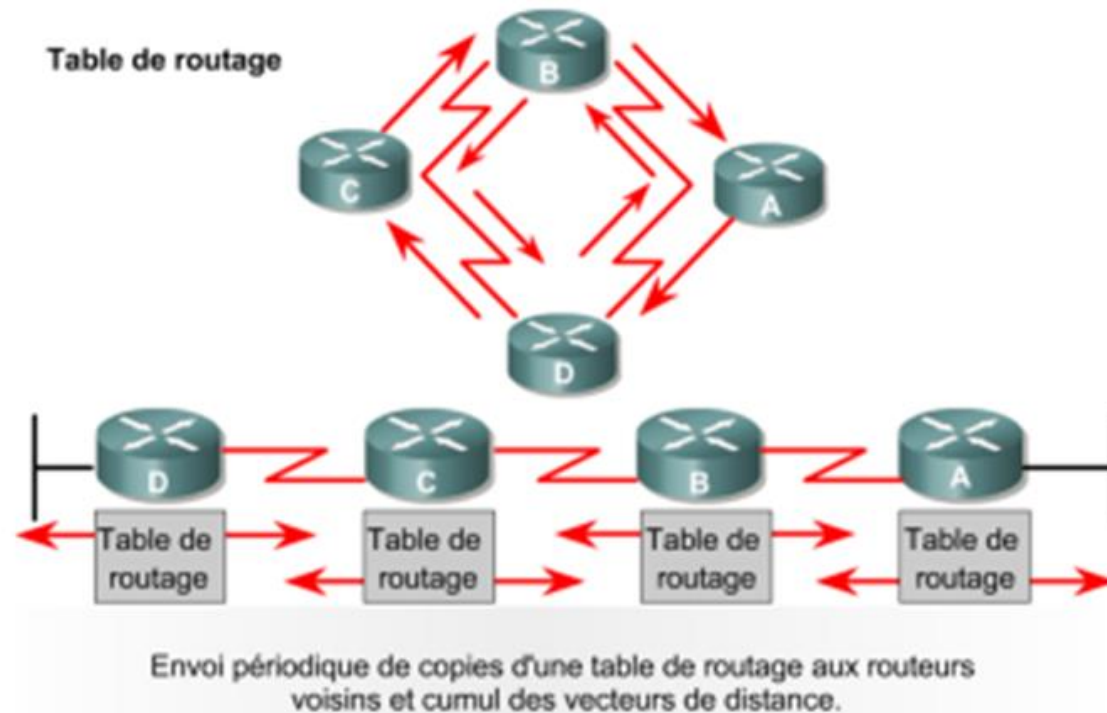 Table de routage
B
C
A
D
D
C
B
A
Table de
routage
Table de
routage
Table de
routage
Table de
routage
Envoi périodique de copies d'une table de routage aux routeurs
voisins et cumul des vecteurs de distance.